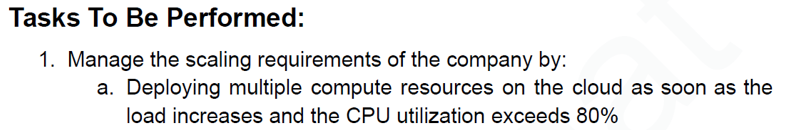 Tasks To Be Performed:
1. Manage the scaling requirements of the company by:
a. Deploying multiple compute resources on the cloud as soon as the
load increases and the CPU utilization exceeds 80%